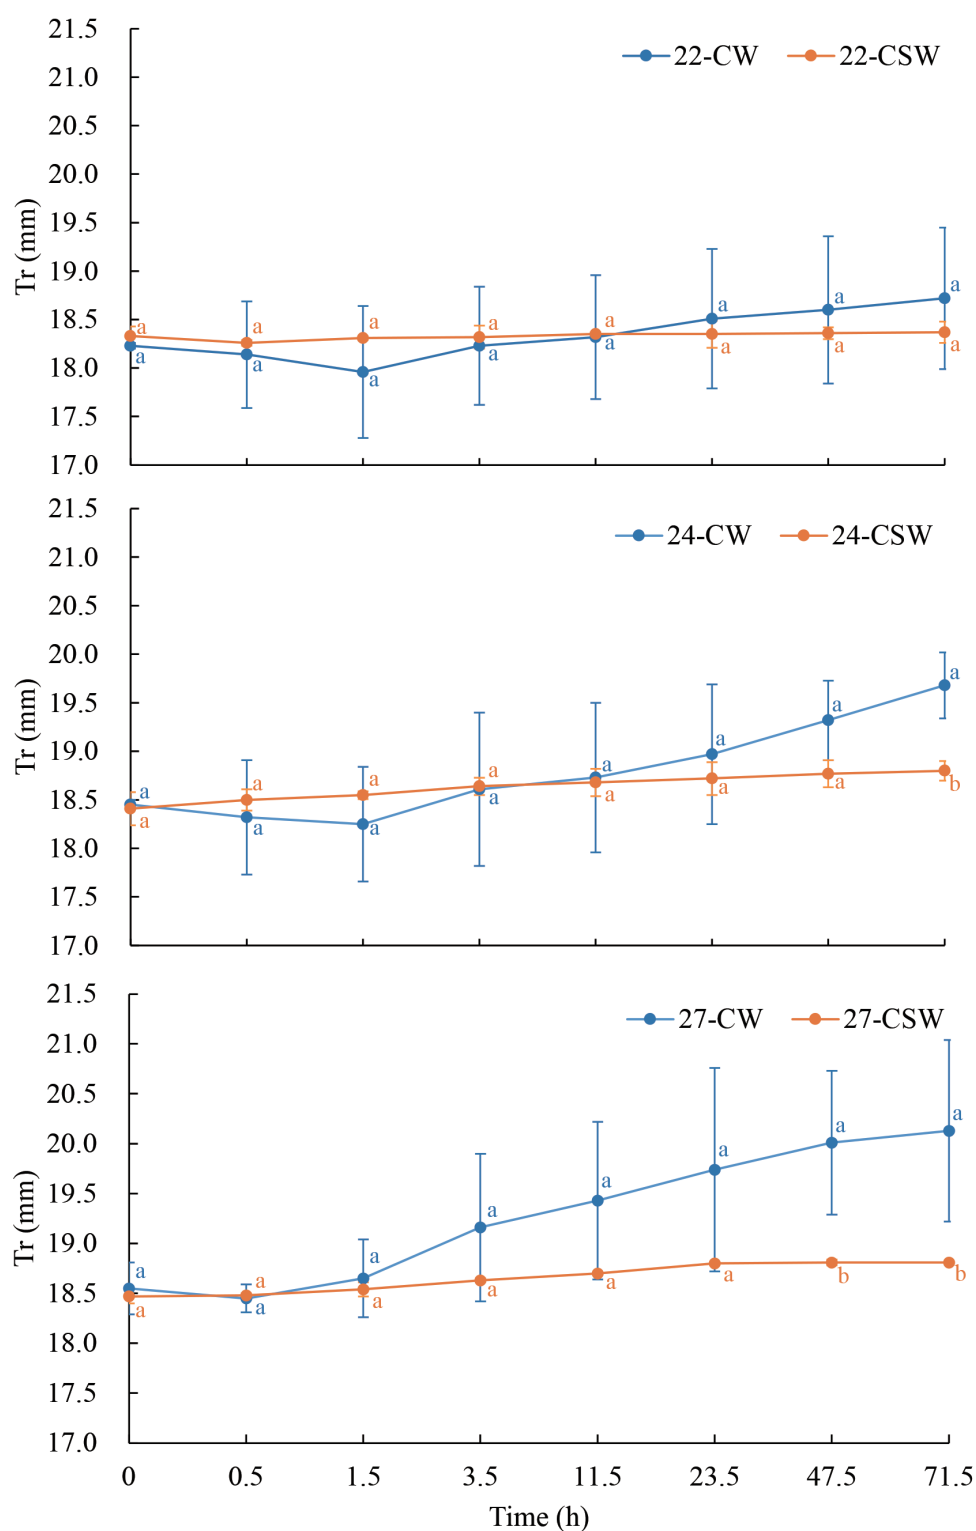 21.5
22-CW 22-CSW
21.0
20.5
20.0
19.5
19.0
18.5
18.0
17.5
17.0
Tr (mm)
a a a a a a a a
a a a a a a a a
21.5
24-CW 24-CSW
21.0
20.5
20.0
19.5
19.0
18.5
18.0
17.5
17.0
Tr (mm)
a a a a a a a a
a a a a a a a b
21.5
27-CW 27-CSW
21.0
20.5
20.0
19.5
19.0
18.5
18.0
17.5
17.0
Tr (mm)
a a a a a a a a
a a a a a a b b
0 0.5 1.5 3.5 11.5 23.5 47.5 71.5
Time (h)